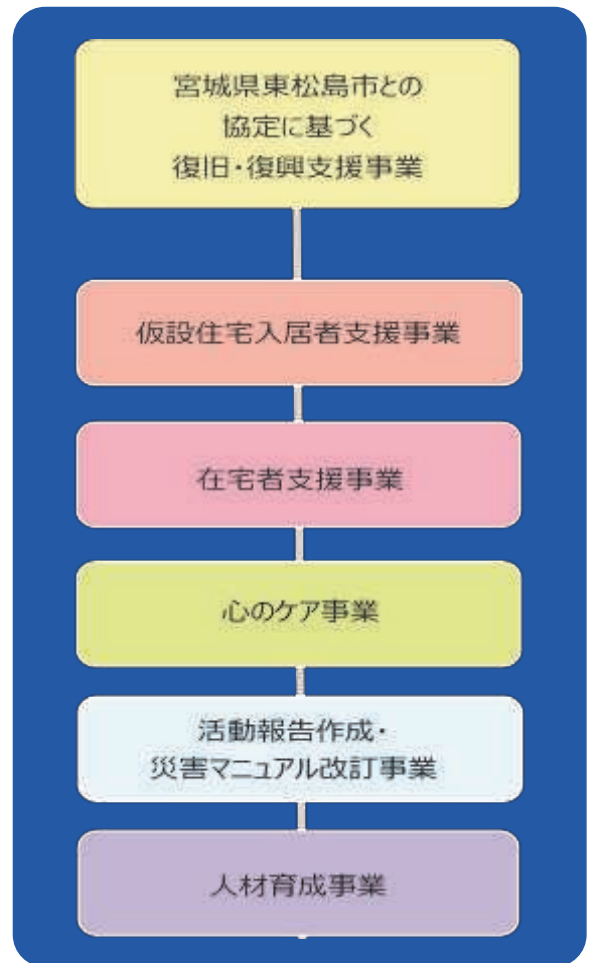 宮城県東松島市との
協定に基づく
復旧・復興支援事業
仮設住宅入居者支援事業
在宅者支援事業
心のケア事業
活動報告作成・
災害マニュアル改訂事業
人材育成事業